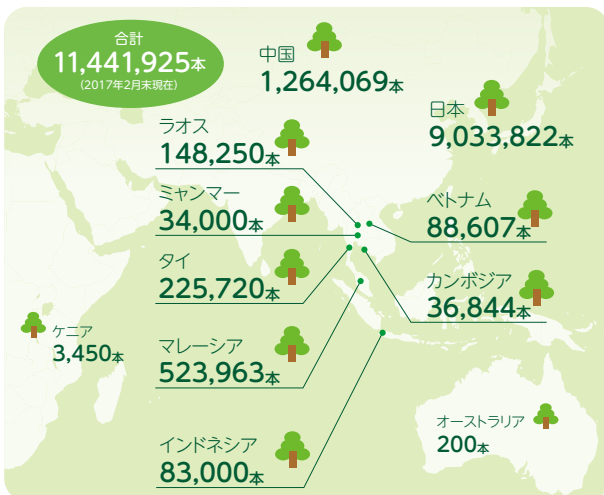 合計
11,441,925本
(2017年2月末現在)
中国
1,264,069本
日本
9,033,822本
ラオス
148,250本
ミャンマー
34,000本
ベトナム
88,607本
タイ
225,720本
カンボジア
36,844本
ケニア
3,450本
マレーシア
523,963本
オーストラリア
200本
インドネシア
83,000本